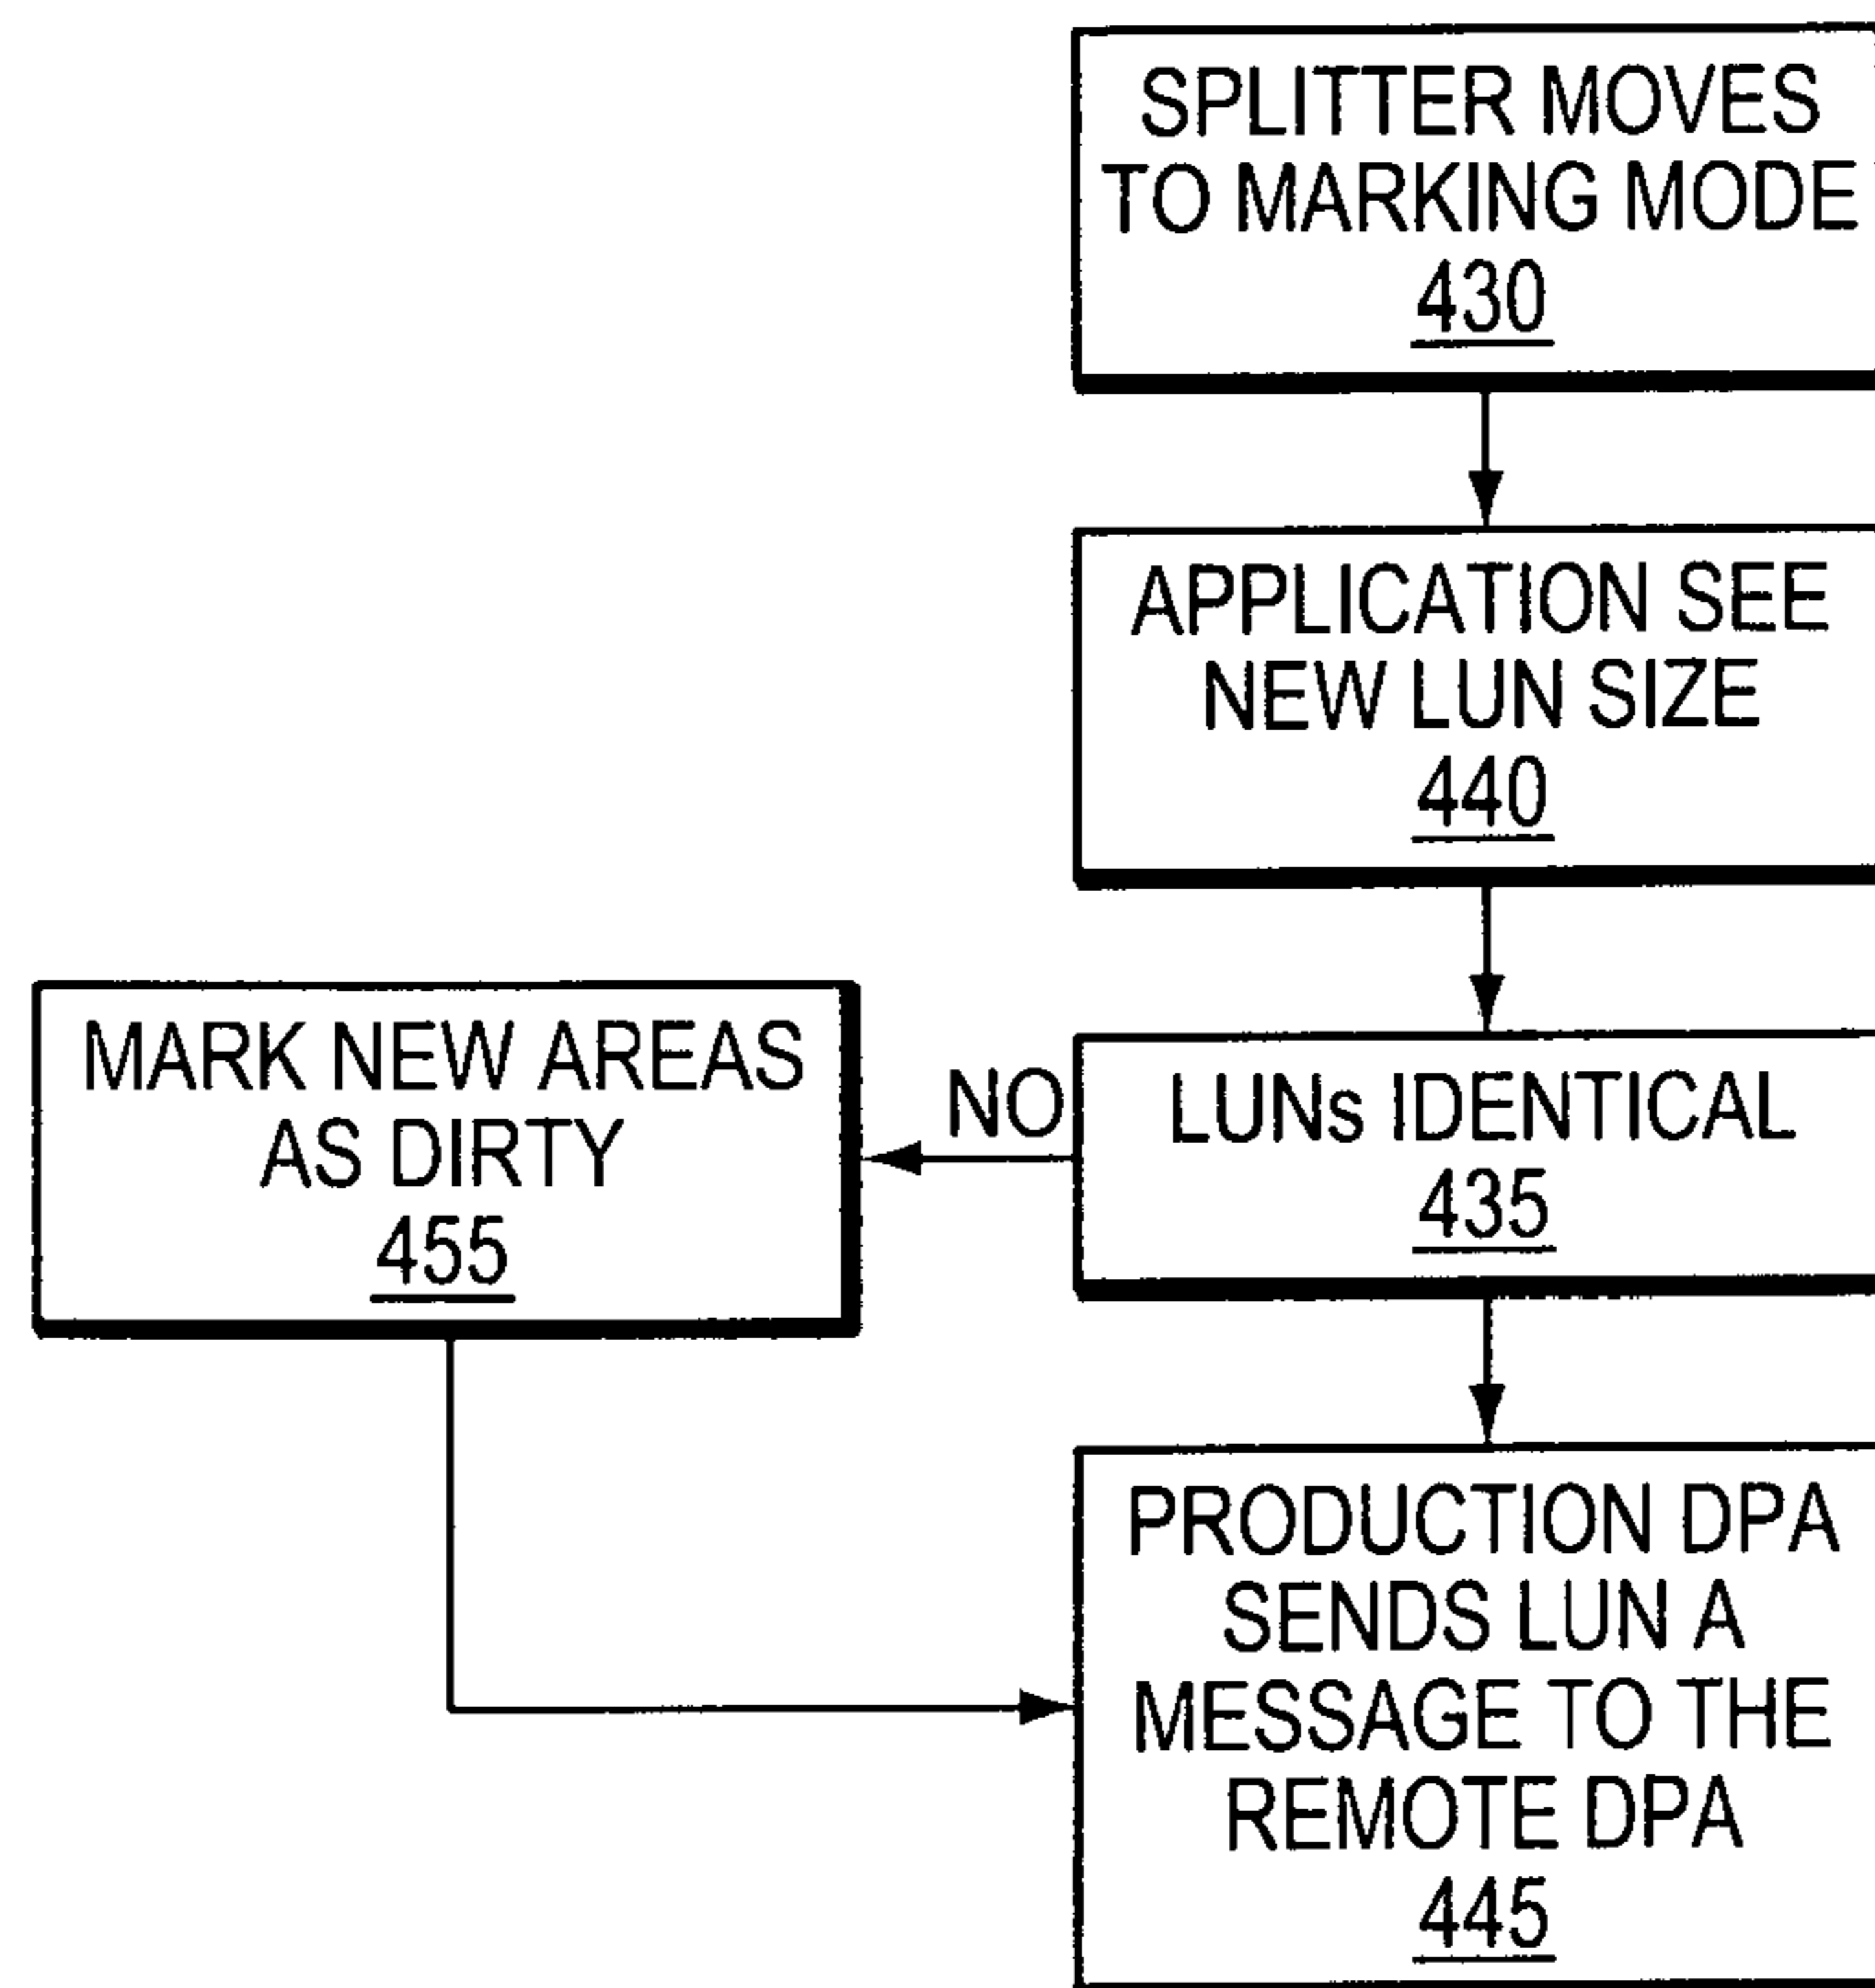 SPLITTER MOVES
TO MARKING MODE
430
APPLICATION SEE
NEW LUN SIZE
440
MARK NEW AREAS
AS DIRTY
455
NO
LUNs IDENTICAL
435
PRODUCTION DPA
SENDS LUN A
MESSAGE TO THE
REMOTE DPA
445